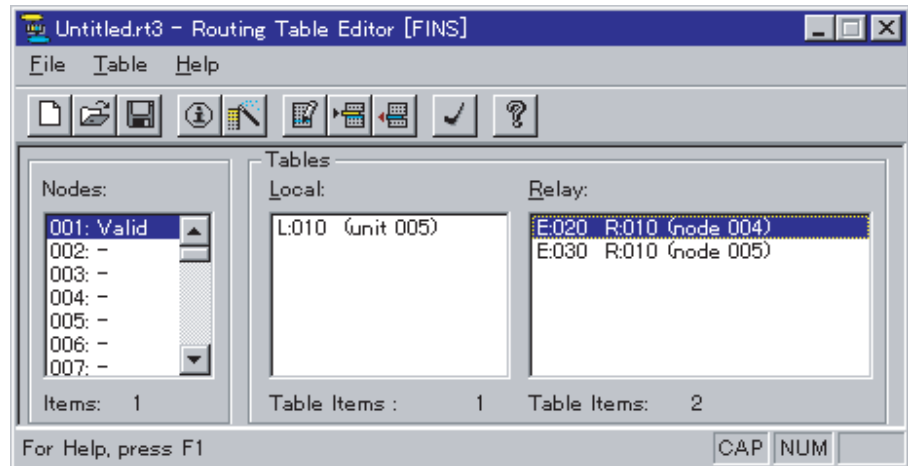 Untitled.rt3 - Routing Table Editor [FINS]
File Table Help
Tables
Nodes:
Local:
Relay:
001: Valid
002: -
003: -
004: -
005: -
006: -
007: -
L:010 (unit 005)
E:020 R:010 (node 004)
E:030 R:010 (node 005)
Items: 1
Table Items : 1
Table Items: 2
For Help, press F1
CAP NUM